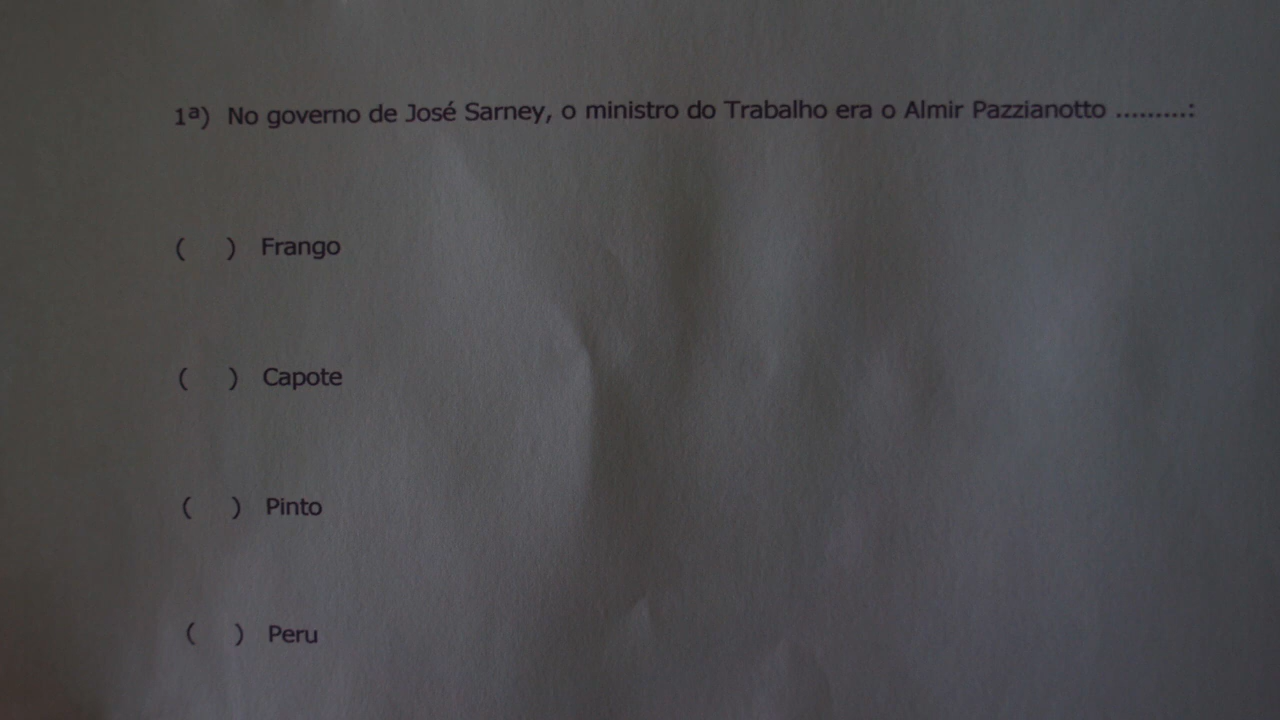 1ª) No governo de José Sarney, o ministro do Trabalho era o Almir Pazzianotto .........:
( ) Frango
( ) Capote
( ) Pinto
( ) Peru